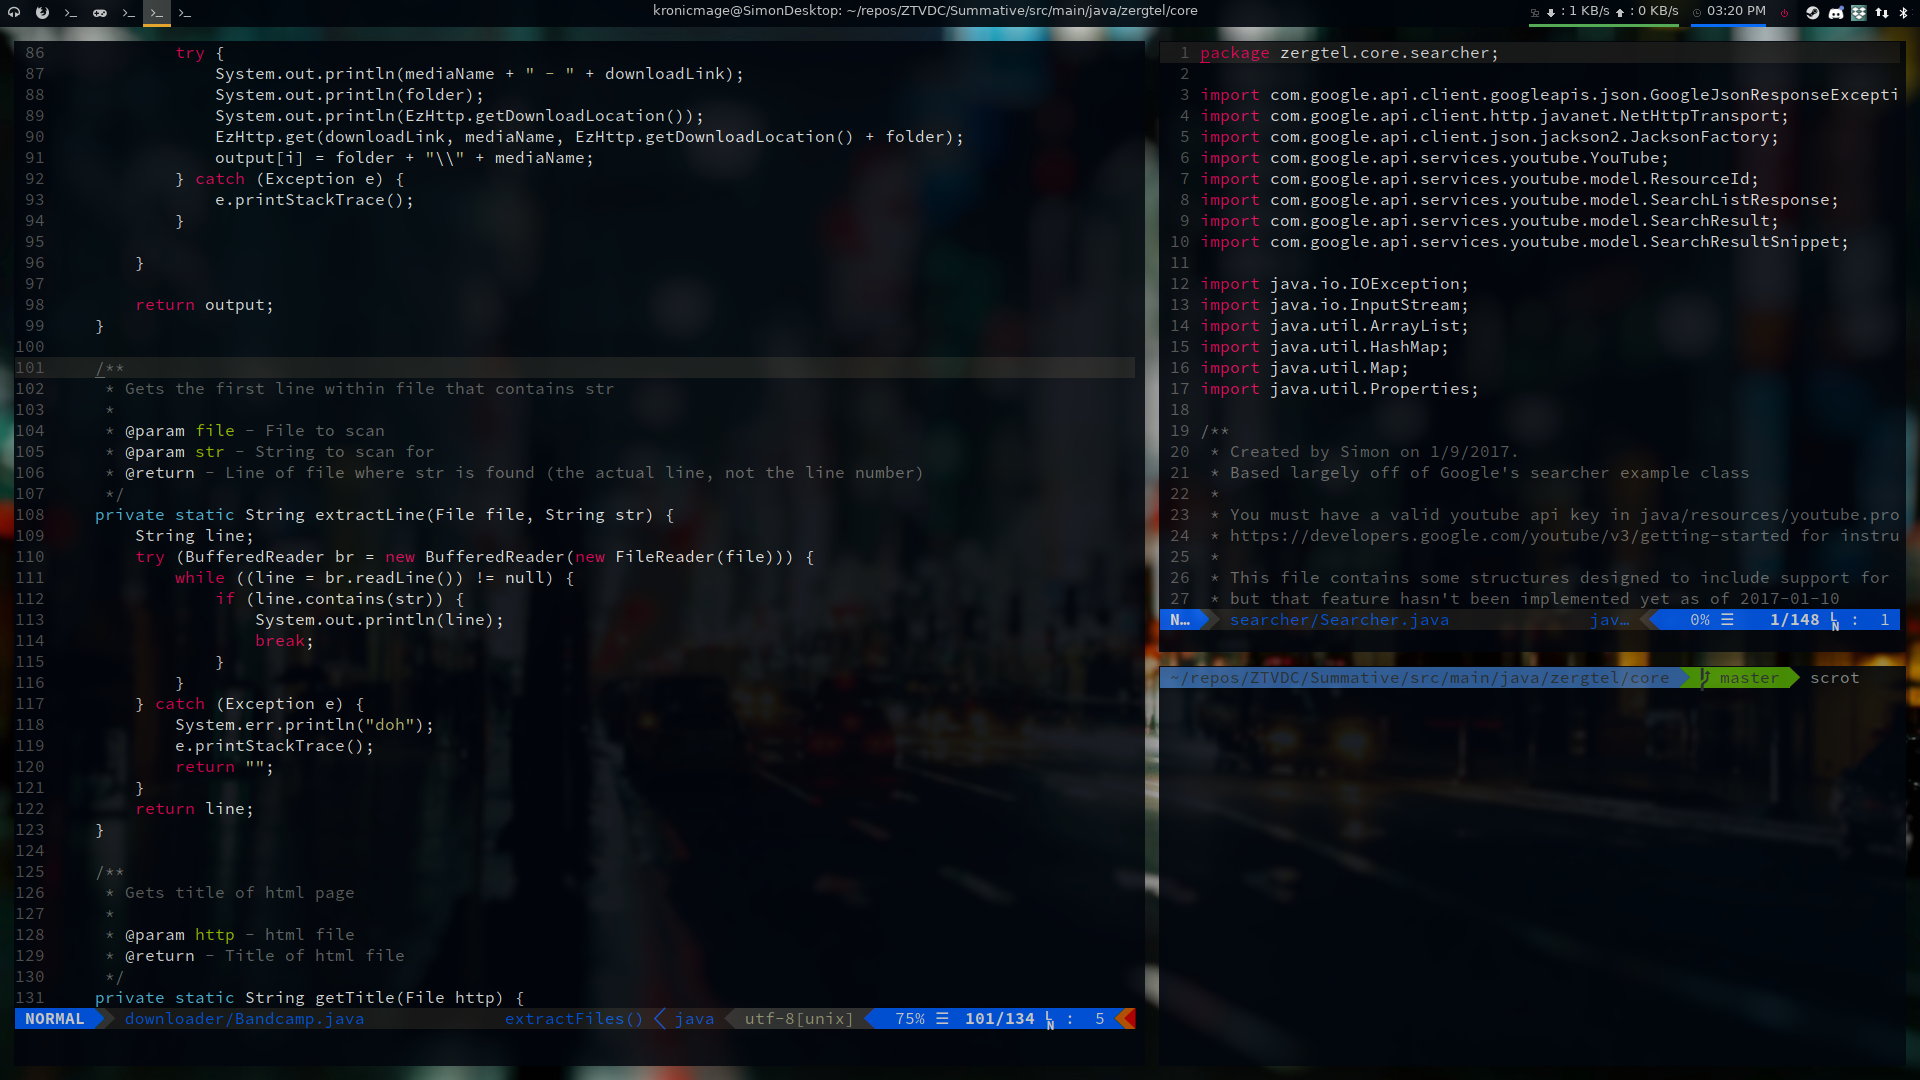 kronicmage@SimonDesktop: ~/repos/ZTVDC/Summative/src/main/java/zergtel/core
: 1 KB/s : 0 KB/s 03:20 PM
86 try {
87 System.out.println(mediaName + " - " + downloadLink);
88 System.out.println(folder);
89 System.out.println(EzHttp.getDownloadLocation());
90 EzHttp.get(downloadLink, mediaName, EzHttp.getDownloadLocation() + folder);
91 output[i] = folder + "\\" + mediaName;
92 } catch (Exception e) {
93 e.printStackTrace();
94 }
95
96 }
97
98 return output;
99 }
100
101 /**
102 * Gets the first line within file that contains str
103 *
104 * @param file - File to scan
105 * @param str - String to scan for
106 * @return - Line of file where str is found (the actual line, not the line number)
107 */
108 private static String extractLine(File file, String str) {
109 String line;
110 try (BufferedReader br = new BufferedReader(new FileReader(file))) {
111 while ((line = br.readLine()) != null) {
112 if (line.contains(str)) {
113 System.out.println(line);
114 break;
115 }
116 }
117 } catch (Exception e) {
118 System.err.println("doh");
119 e.printStackTrace();
120 return "";
121 }
122 return line;
123 }
124
125 /**
126 * Gets title of html page
127 *
128 * @param http - html file
129 * @return - Title of html file
130 */
131 private static String getTitle(File http) {
NORMAL downloader/Bandcamp.java extractFiles() java utf-8[unix] 75% ☰ 101/134 LN : 5
1 package zergtel.core.searcher;
2
3 import com.google.api.client.googleapis.json.GoogleJsonResponseExcepti
4 import com.google.api.client.http.javanet.NetHttpTransport;
5 import com.google.api.client.json.jackson2.JacksonFactory;
6 import com.google.api.services.youtube.YouTube;
7 import com.google.api.services.youtube.model.ResourceId;
8 import com.google.api.services.youtube.model.SearchListResponse;
9 import com.google.api.services.youtube.model.SearchResult;
10 import com.google.api.services.youtube.model.SearchResultSnippet;
11
12 import java.io.IOException;
13 import java.io.InputStream;
14 import java.util.ArrayList;
15 import java.util.HashMap;
16 import java.util.Map;
17 import java.util.Properties;
18
19 /**
20 * Created by Simon on 1/9/2017.
21 * Based largely off of Google's searcher example class
22 *
23 * You must have a valid youtube api key in java/resources/youtube.pro
24 * https://developers.google.com/youtube/v3/getting-started for instru
25 *
26 * This file contains some structures designed to include support for
27 * but that feature hasn't been implemented yet as of 2017-01-10
N… searcher/Searcher.java jav… 0% ☰ 1/148 LN : 1
~/repos/ZTVDC/Summative/src/main/java/zergtel/core master scrot